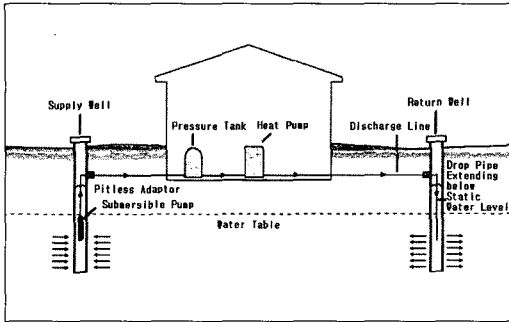 Supply Well
Return Well
Pressure Tank
Heat Pump
Discharge Line
Drop Pipe
Extending
below
Static
Water Level
Pitless Adaptor
Submersible Pump
Water Table